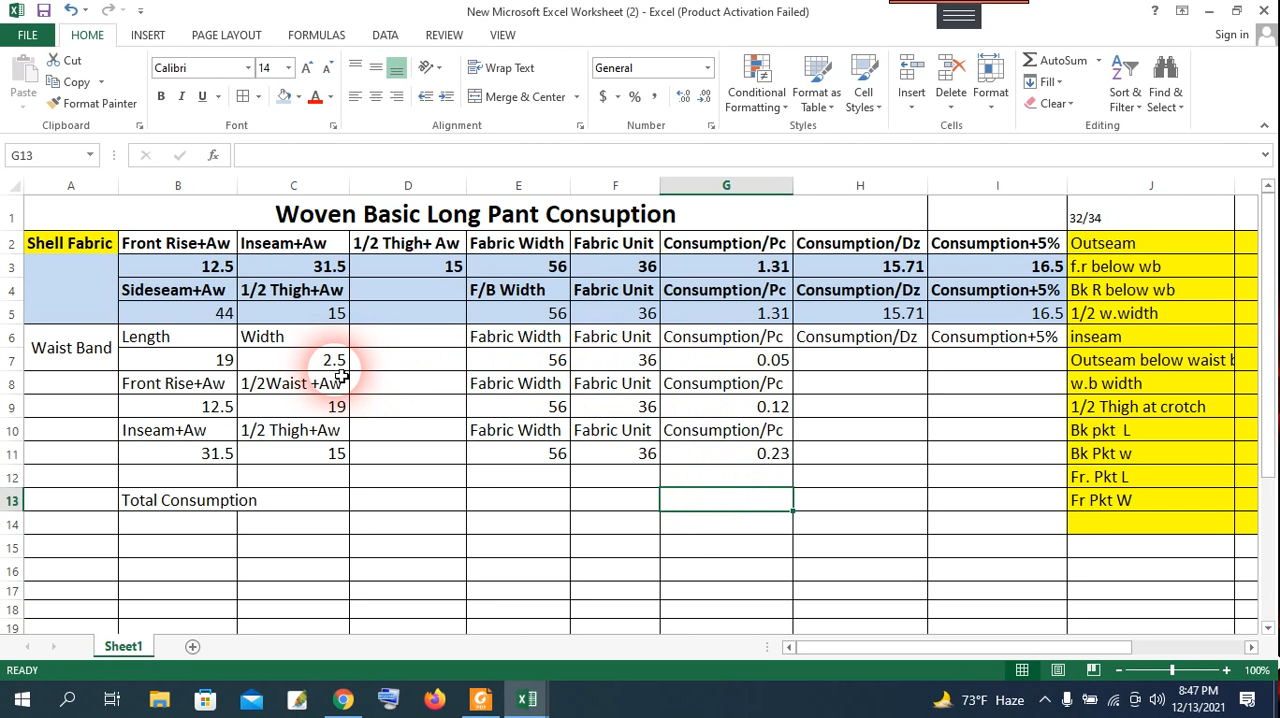 New Microsoft Excel Worksheet (2) - Excel (Product Activation Failed)
FILE HOME INSERT PAGE LAYOUT FORMULAS DATA REVIEW VIEW Sign in
Paste Cut Copy Format Painter Clipboard
Calibri 14 B I U A Font
Wrap Text Merge & Center Alignment
General $ % , Number
Conditional Formatting Format as Table Cell Styles Styles
Insert Delete Format Cells
AutoSum Fill Clear Sort & Filter Find & Select Editing
G13 fx
A B C D E F G H I J
1 Woven Basic Long Pant Consuption 32/34
2 Shell Fabric Front Rise+Aw Inseam+Aw 1/2 Thigh+ Aw Fabric Width Fabric Unit Consumption/Pc Consumption/Dz Consumption+5% Outseam
3 12.5 31.5 15 56 36 1.31 15.71 16.5 f.r below wb
4 Sideseam+Aw 1/2 Thigh+Aw F/B Width Fabric Unit Consumption/Pc Consumption/Dz Consumption+5% Bk R below wb
5 44 15 56 36 1.31 15.71 16.5 1/2 w.width
6 Waist Band Length Width Fabric Width Fabric Unit Consumption/Pc Consumption/Dz Consumption+5% inseam
7 19 2.5 56 36 0.05 Outseam below waist b
8 Front Rise+Aw 1/2Waist +Aw Fabric Width Fabric Unit Consumption/Pc w.b width
9 12.5 19 56 36 0.12 1/2 Thigh at crotch
10 Inseam+Aw 1/2 Thigh+Aw Fabric Width Fabric Unit Consumption/Pc Bk pkt L
11 31.5 15 56 36 0.23 Bk Pkt w
12 Fr. Pkt L
13 Total Consumption Fr Pkt W
14
15
16
17
18
19
Sheet1
READY 100%
73°F Haze 8:47 PM
12/13/2021